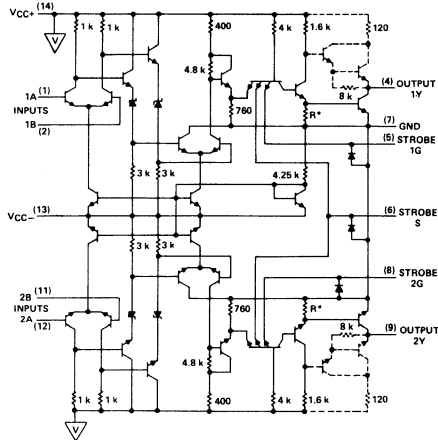 VCC+ (14)
1 k
1 k
400
4 k
1.6 k
120
V
4.8 k
8 k
(4) OUTPUT
1Y
1A (1)
INPUTS
1B
(2)
760
R*
(7) GND
(5) STROBE
1G
3 k
3 k
4.25 k
VCC− (13)
(6) STROBE
S
3 k
3 k
(8) STROBE
2G
2B (11)
INPUTS
2A
(12)
760
R*
8 k
(9) OUTPUT
2Y
4.8 k
1 k
1 k
400
4 k
1.6 k
120
V